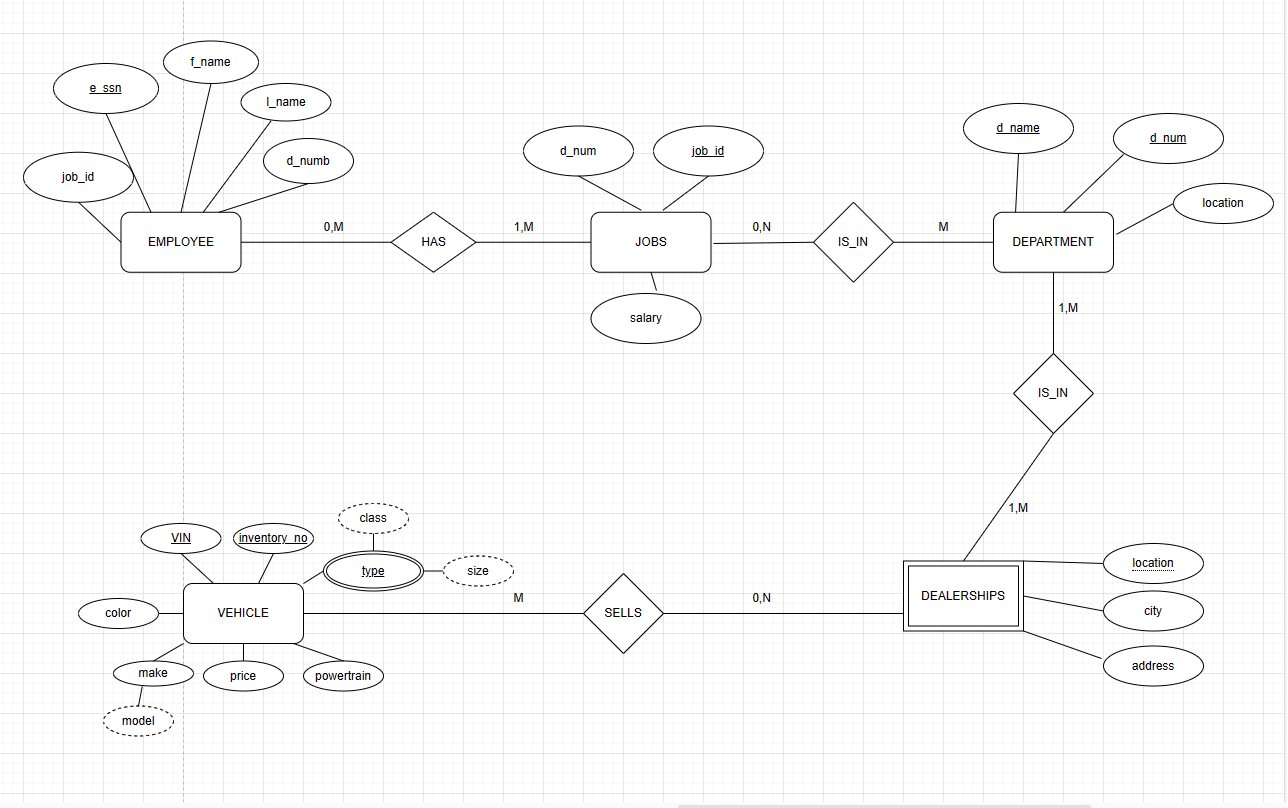 f_name
e_ssn
l_name
d_numb
job_id
EMPLOYEE
0,M
HAS
1,M
d_num
job_id
JOBS
salary
0,N
IS_IN
M
d_name
d_num
location
DEPARTMENT
1,M
IS_IN
1,M
class
VIN
inventory_no
type
size
color
VEHICLE
make
price
powertrain
model
M
SELLS
0,N
DEALERSHIPS
location
city
address